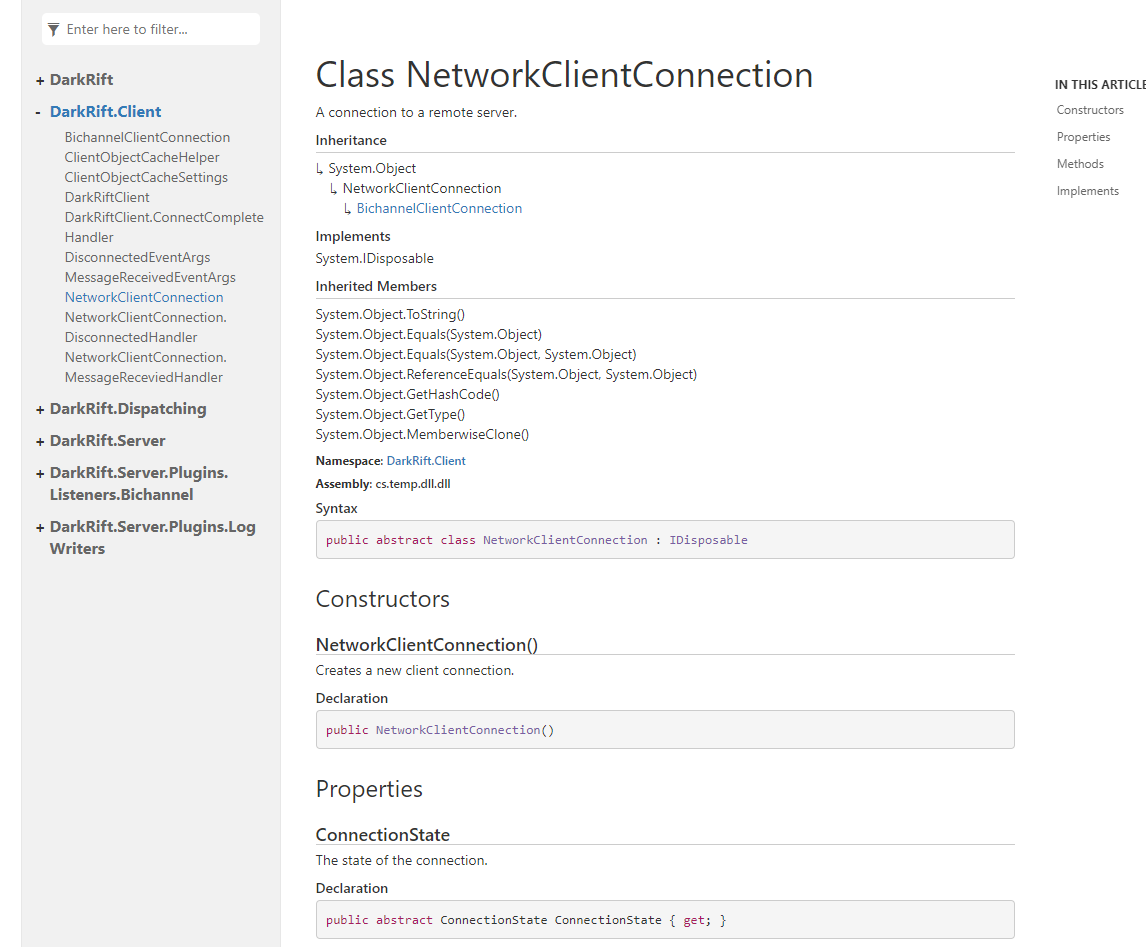 Enter here to filter...
+ DarkRift
- DarkRift.Client
BichannelClientConnection
ClientObjectCacheHelper
ClientObjectCacheSettings
DarkRiftClient
DarkRiftClient.ConnectComplete
Handler
DisconnectedEventArgs
MessageReceivedEventArgs
NetworkClientConnection
NetworkClientConnection.
DisconnectedHandler
NetworkClientConnection.
MessageReceviedHandler
+ DarkRift.Dispatching
+ DarkRift.Server
+ DarkRift.Server.Plugins.
Listeners.Bichannel
+ DarkRift.Server.Plugins.Log
Writers
Class NetworkClientConnection
A connection to a remote server.
Inheritance
↳ System.Object
↳ NetworkClientConnection
↳ BichannelClientConnection
Implements
System.IDisposable
Inherited Members
System.Object.ToString()
System.Object.Equals(System.Object)
System.Object.Equals(System.Object, System.Object)
System.Object.ReferenceEquals(System.Object, System.Object)
System.Object.GetHashCode()
System.Object.GetType()
System.Object.MemberwiseClone()
Namespace: DarkRift.Client
Assembly: cs.temp.dll.dll
Syntax
public abstract class NetworkClientConnection : IDisposable
Constructors
NetworkClientConnection()
Creates a new client connection.
Declaration
public NetworkClientConnection()
Properties
ConnectionState
The state of the connection.
Declaration
public abstract ConnectionState ConnectionState { get; }
IN THIS ARTICLE
Constructors
Properties
Methods
Implements